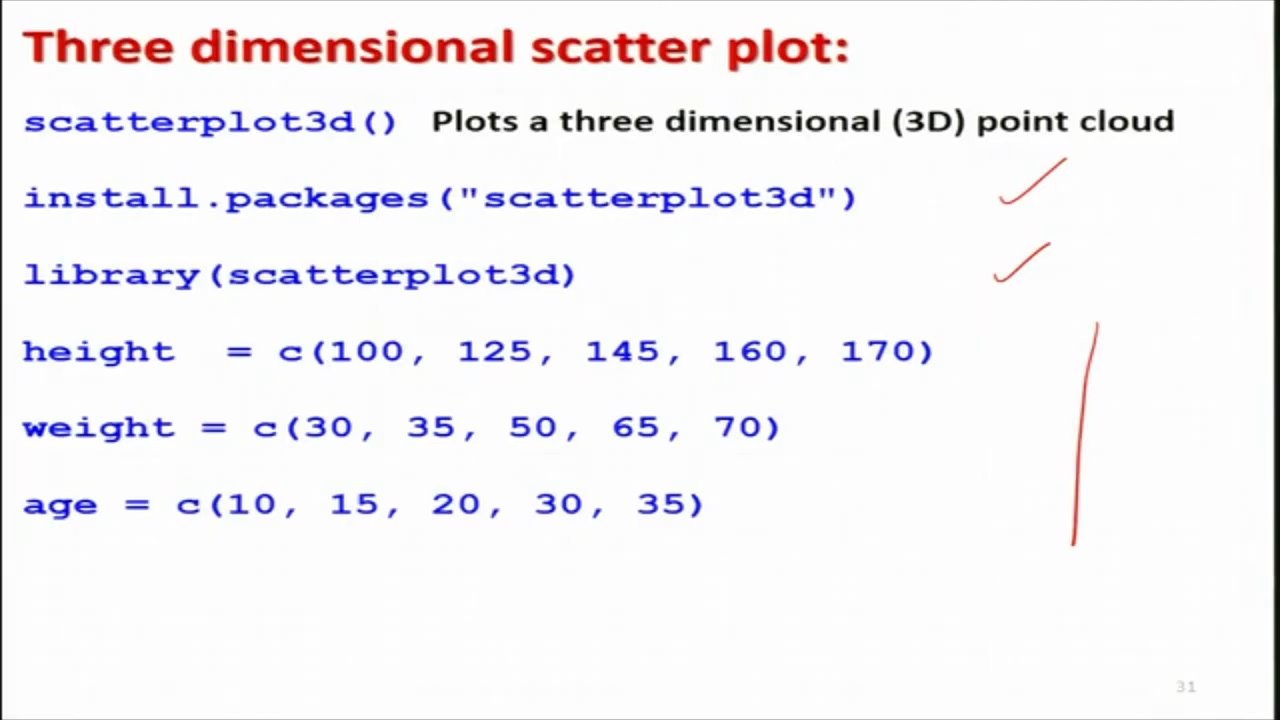 Three dimensional scatter plot:
scatterplot3d() Plots a three dimensional (3D) point cloud
install.packages("scatterplot3d")
library(scatterplot3d)
height = c(100, 125, 145, 160, 170)
weight = c(30, 35, 50, 65, 70)
age = c(10, 15, 20, 30, 35)
31